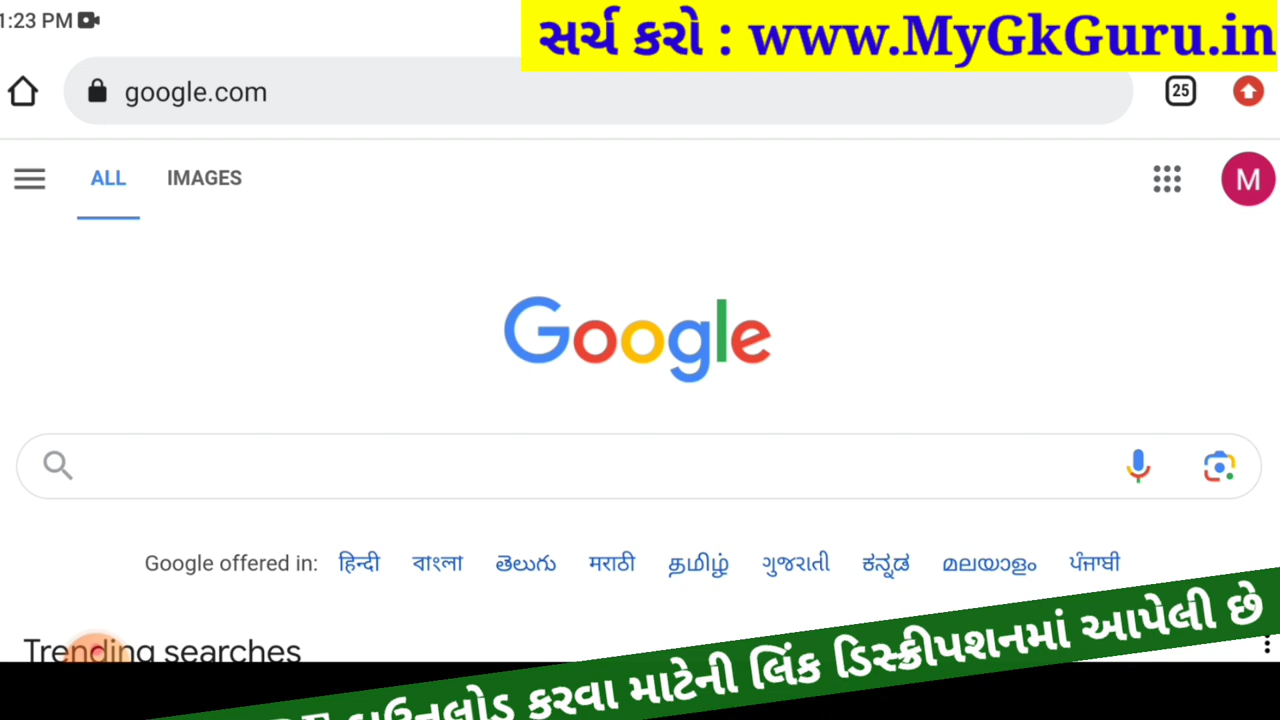 1:23 PM
સર્ચ કરો : www.MyGkGuru.in
google.com
25
ALL IMAGES
M
Google
Google offered in: हिन्दी বাংলা తెలుగు मराठी தமிழ் ગુજરાતી ಕನ್ನಡ മലയാളം ਪੰਜਾਬੀ
Trending searches
ડાઉનલોડ કરવા માટેની લિંક ડિસ્ક્રીપશનમાં આપેલી છે